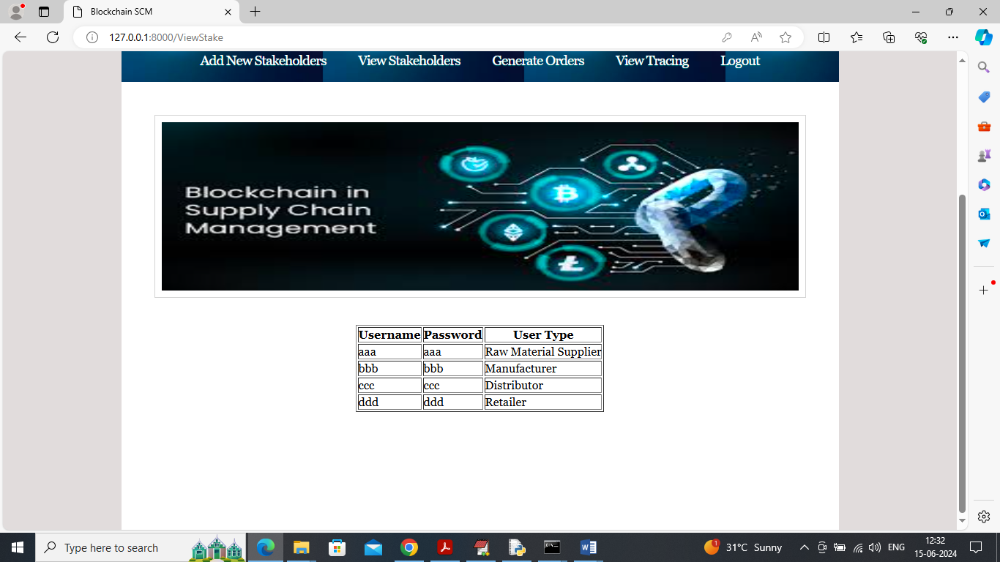 Blockchain SCM
127.0.0.1:8000/ViewStake
Add New Stakeholders View Stakeholders Generate Orders View Tracing Logout
Blockchain in
Supply Chain
Management
Username Password User Type
aaa aaa Raw Material Supplier
bbb bbb Manufacturer
ccc ccc Distributor
ddd ddd Retailer
Type here to search
1
31°C Sunny
ENG
12:32
15-06-2024